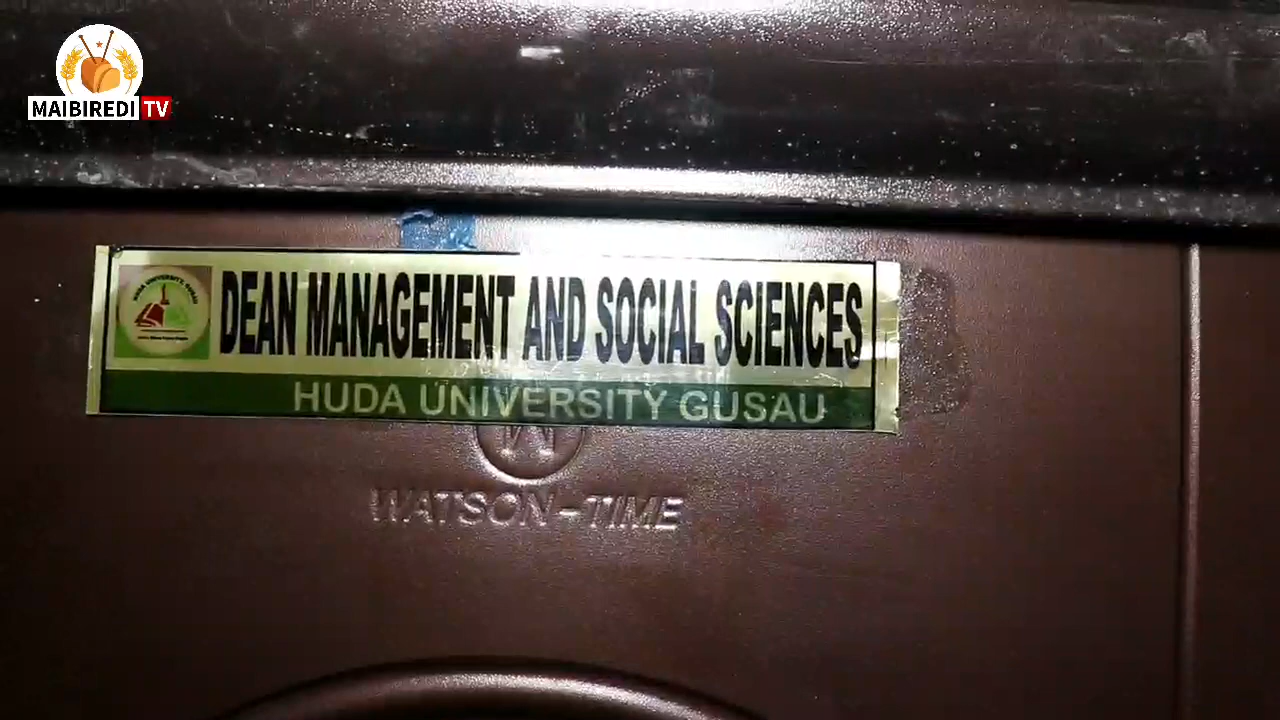 MAIBIREDI TV
DEAN MANAGEMENT AND SOCIAL SCIENCES
HUDA UNIVERSITY GUSAU
WATSON-TIME